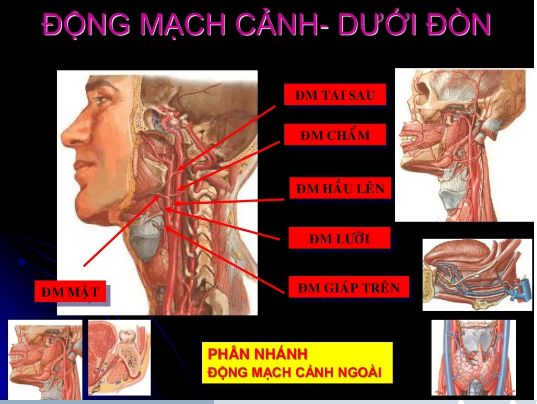 ĐỘNG MẠCH CẢNH- DƯỚI ĐÒN
ĐM TAI SAU
ĐM CHẨM
ĐM HẦU LÊN
ĐM LƯỠI
ĐM GIÁP TRÊN
ĐM MẶT
PHÂN NHÁNH
ĐỘNG MẠCH CẢNH NGOÀI